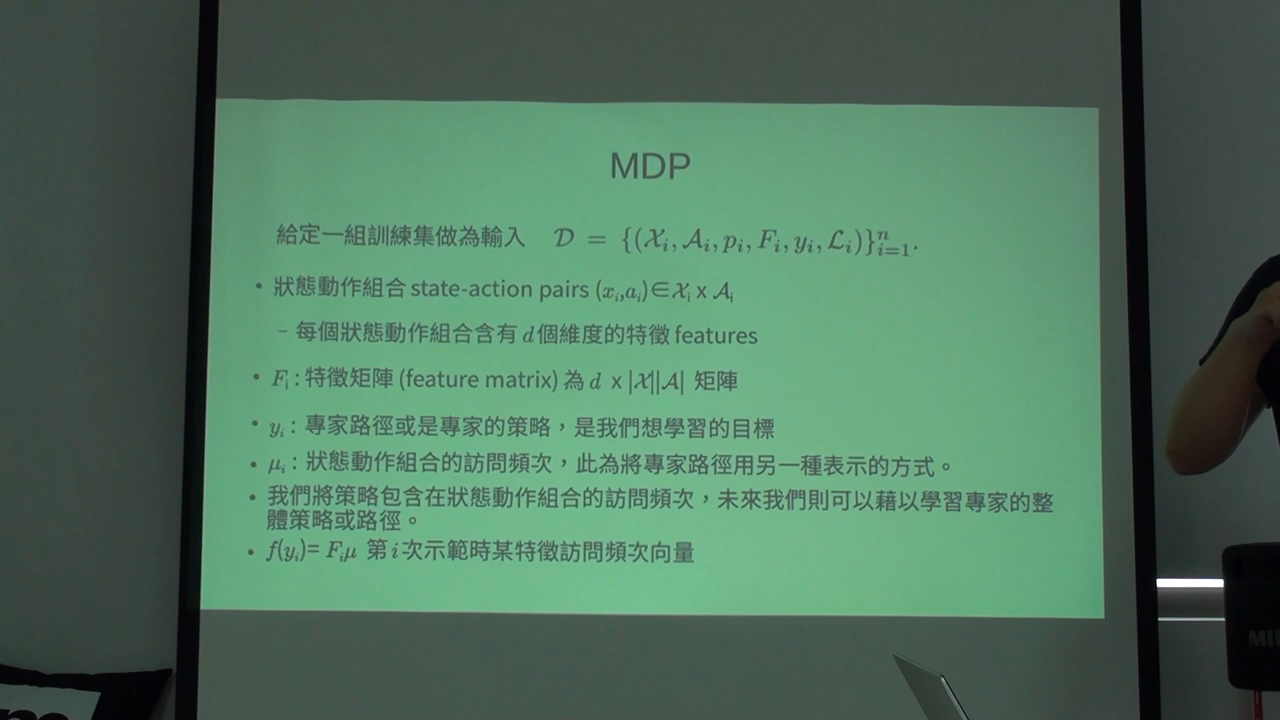 MDP
給定一組訓練集做為輸入 𝒟 = {(𝒳ᵢ, 𝒜ᵢ, pᵢ, Fᵢ, yᵢ, ℒᵢ)}ⁿᵢ₌₁.
• 狀態動作組合 state-action pairs (xᵢ,aᵢ)∈𝒳ᵢ x 𝒜ᵢ
– 每個狀態動作組合含有 d 個維度的特徵 features
• Fᵢ : 特徵矩陣 (feature matrix) 為 d x |𝒳||𝒜| 矩陣
• yᵢ : 專家路徑或是專家的策略，是我們想學習的目標
• μᵢ : 狀態動作組合的訪問頻次，此為將專家路徑用另一種表示的方式。
• 我們將策略包含在狀態動作組合的訪問頻次，未來我們則可以藉以學習專家的整
體策略或路徑。
• f(yᵢ)= Fᵢμ 第 i 次示範時某特徵訪問頻次向量